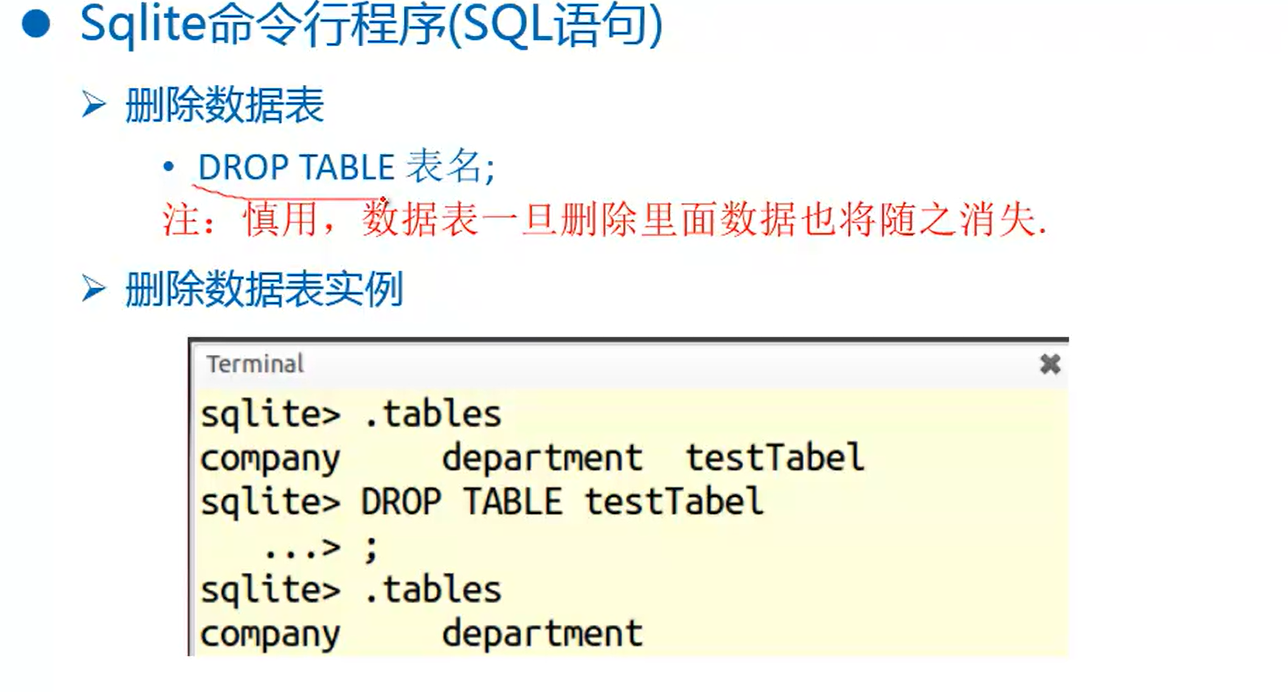 ● Sqlite命令行程序(SQL语句)
➢ 删除数据表
• DROP TABLE 表名;
注：慎用，数据表一旦删除里面数据也将随之消失.
➢ 删除数据表实例
Terminal
sqlite> .tables
company department testTabel
sqlite> DROP TABLE testTabel
...> ;
sqlite> .tables
company department